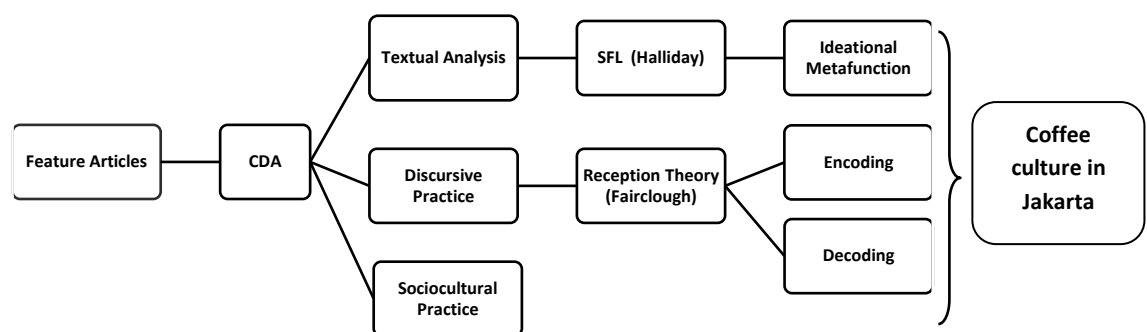 Feature Articles
CDA
Textual Analysis
SFL (Halliday)
Ideational
Metafunction
Discursive
Practice
Reception Theory
(Fairclough)
Encoding
Decoding
Sociocultural
Practice
Coffee
culture in
Jakarta